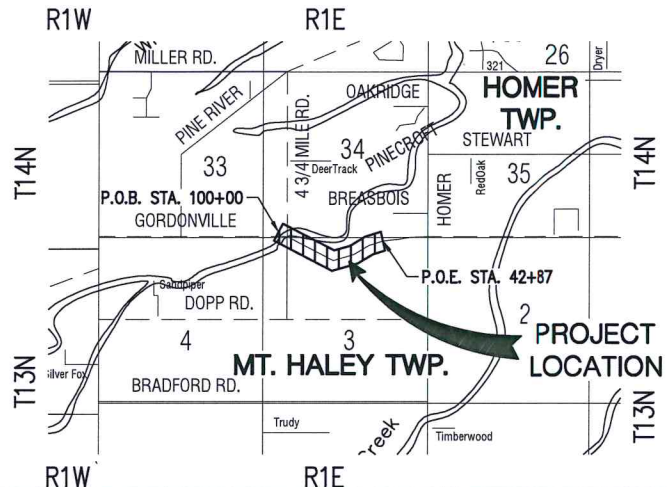 R1W R1E
MILLER RD.
26
Dryer
321
HOMER
TWP.
OAKRIDGE
PINE RIVER
4 3/4 MILE RD.
34
PINECROFT
STEWART
33
DeerTrack
35
T14N
T14N
RedOak
P.O.B. STA. 100+00
BREASBOIS
HOMER
GORDONVILLE
P.O.E. STA. 42+87
Sandpiper
DOPP RD.
2
PROJECT
LOCATION
4
3
MT. HALEY TWP.
T13N
T13N
ilver Fox
BRADFORD RD.
Trudy
Creek
Timberwood
R1W R1E